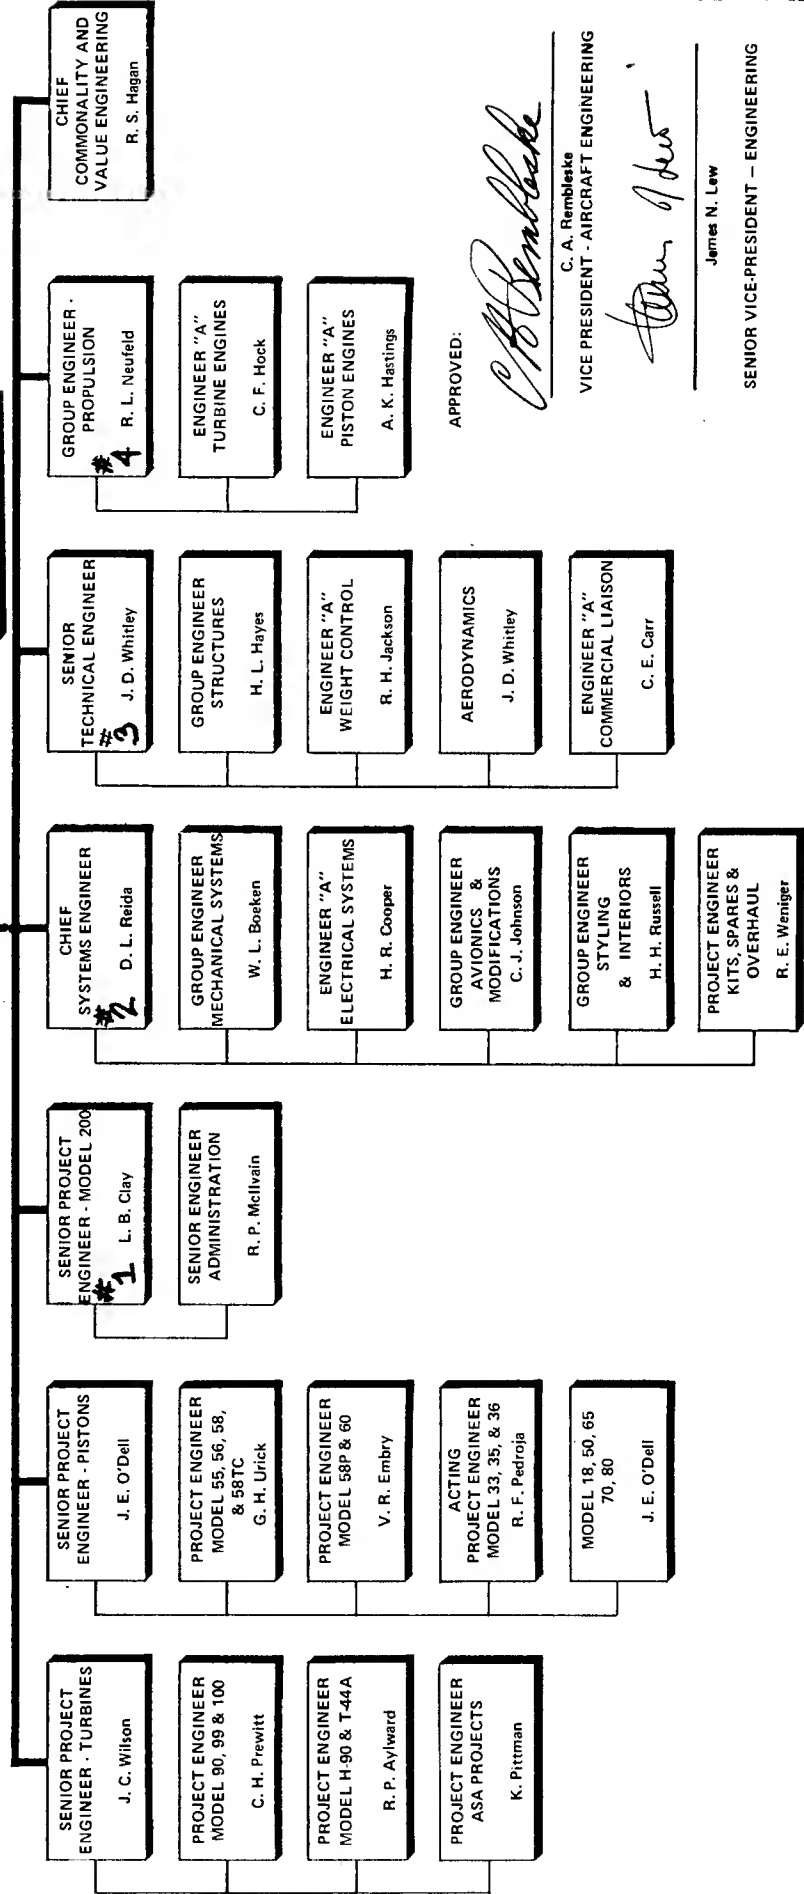 SENIOR PROJECT
ENGINEER - TURBINES
J. C. Wilson
PROJECT ENGINEER
MODEL 90, 99 & 100
C. H. Prewitt
PROJECT ENGINEER
MODEL H-90 & T-44A
R. P. Aylward
PROJECT ENGINEER
ASA PROJECTS
K. Pittman
SENIOR PROJECT
ENGINEER - PISTONS
J. E. O'Dell
PROJECT ENGINEER
MODEL 55, 56, 58,
& 58TC
G. H. Urick
PROJECT ENGINEER
MODEL 58P & 60
V. R. Embry
ACTING
PROJECT ENGINEER
MODEL 33, 35, & 36
R. F. Pedroja
MODEL 18, 50, 65
70, 80
J. E. O'Dell
SENIOR PROJECT
ENGINEER - MODEL 200
#1 L. B. Clay
SENIOR ENGINEER
ADMINISTRATION
R. P. McIlvain
CHIEF
SYSTEMS ENGINEER
#2 D. L. Reida
GROUP ENGINEER
MECHANICAL SYSTEMS
W. L. Boeken
ENGINEER "A"
ELECTRICAL SYSTEMS
H. R. Cooper
GROUP ENGINEER
AVIONICS &
MODIFICATIONS
C. J. Johnson
GROUP ENGINEER
STYLING
& INTERIORS
H. H. Russell
PROJECT ENGINEER
KITS, SPARES &
OVERHAUL
R. E. Weniger
SENIOR
TECHNICAL ENGINEER
#3 J. D. Whitley
GROUP ENGINEER
STRUCTURES
H. L. Hayes
ENGINEER "A"
WEIGHT CONTROL
R. H. Jackson
AERODYNAMICS
J. D. Whitley
ENGINEER "A"
COMMERCIAL LIAISON
C. E. Carr
GROUP ENGINEER -
PROPULSION
#4 R. L. Neufeld
ENGINEER "A"
TURBINE ENGINES
C. F. Hock
ENGINEER "A"
PISTON ENGINES
A. K. Hastings
CHIEF
COMMONALITY AND
VALUE ENGINEERING
R. S. Hagan
APPROVED:
C A Rembleske
C. A. Rembleske
VICE PRESIDENT - AIRCRAFT ENGINEERING
James N Lew
James N. Lew
SENIOR VICE-PRESIDENT – ENGINEERING